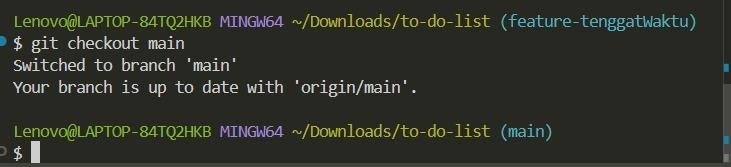 Lenovo@LAPTOP-84TQ2HKB MINGW64 ~/Downloads/to-do-list (feature-tenggatWaktu)
$ git checkout main
Switched to branch 'main'
Your branch is up to date with 'origin/main'.
Lenovo@LAPTOP-84TQ2HKB MINGW64 ~/Downloads/to-do-list (main)
$